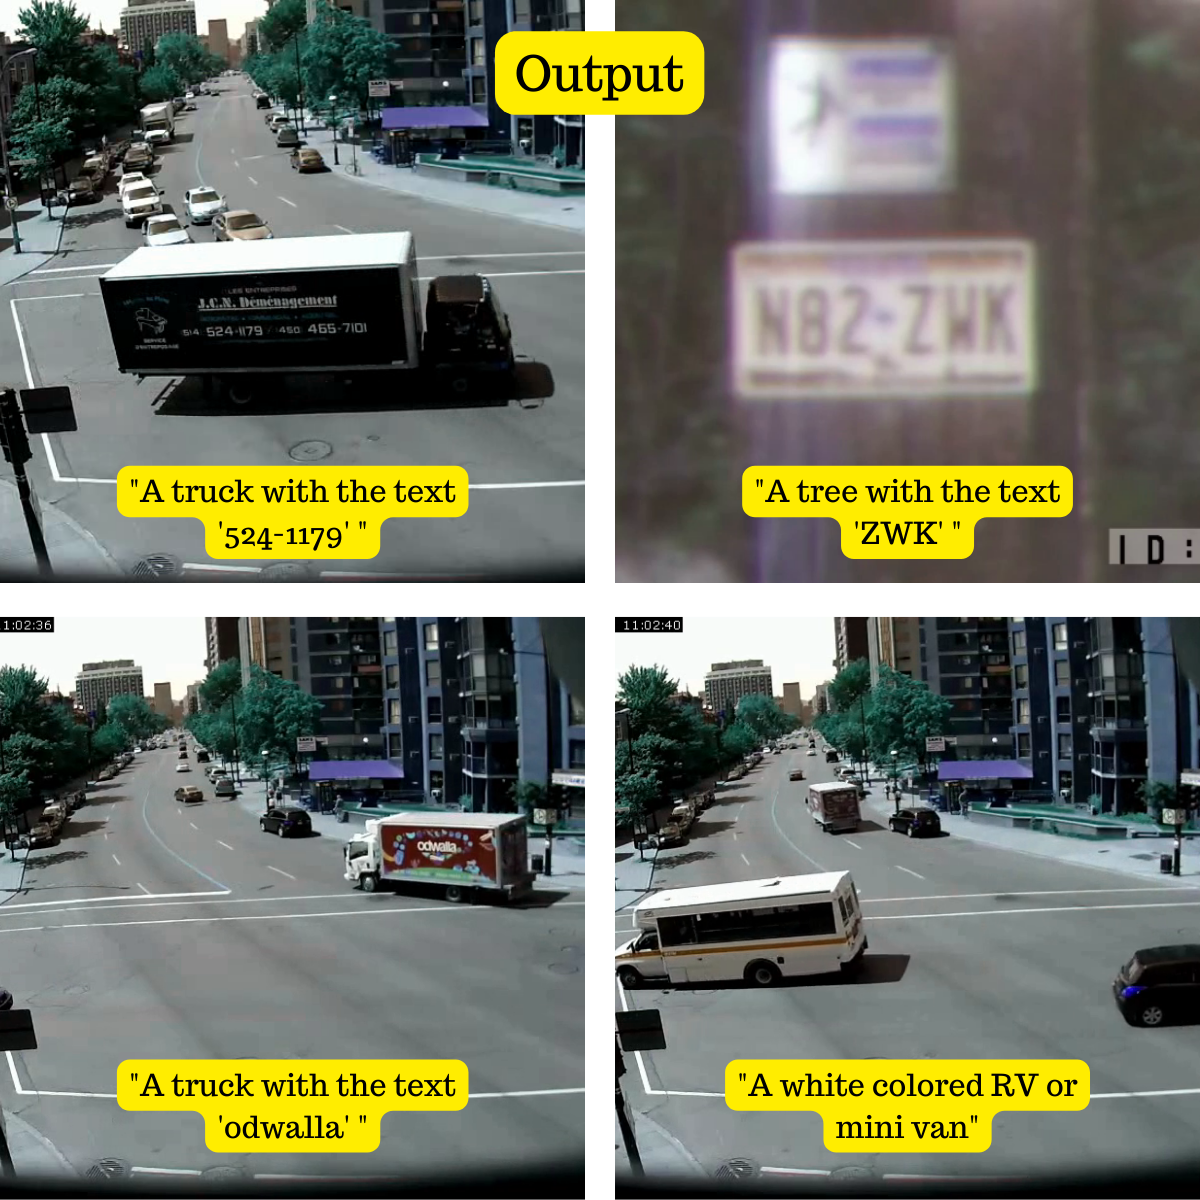 Output
LES ENTREPRISES
J.C.N. Déménagement
514 524-1179 / (450) 465-7101
SERVICE
D'ENTREPOSAGE
"A truck with the text
'524-1179' "
N82-ZWK
"A tree with the text
'ZWK' "
ID:
1:02:36
odwalla
"A truck with the text
'odwalla' "
11:02:40
"A white colored RV or
mini van"